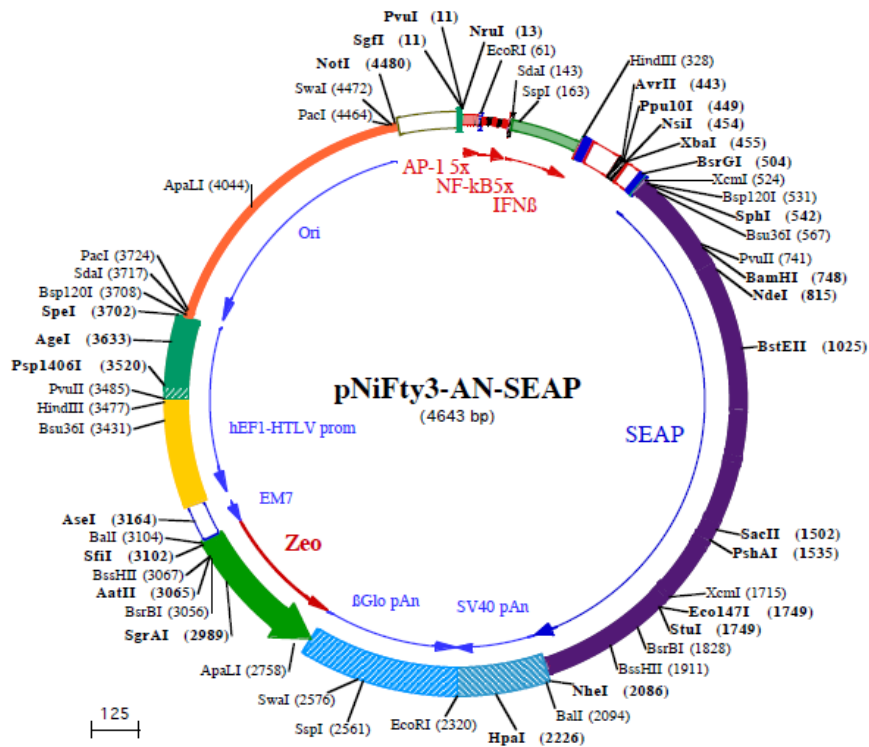 PvuI (11)
SgfI (11)
NotI (4480)
SwaI (4472)
PacI (4464)
NruI (13)
EcoRI (61)
SdaI (143)
SspI (163)
HindIII (328)
AvrII (443)
Ppu10I (449)
NsiI (454)
XbaI (455)
BsrGI (504)
XcmI (524)
Bsp120I (531)
SphI (542)
Bsu36I (567)
PvuII (741)
BamHI (748)
NdeI (815)
BstEII (1025)
SacII (1502)
PshAI (1535)
XcmI (1715)
Eco147I (1749)
StuI (1749)
BsrBI (1828)
BssHII (1911)
NheI (2086)
BalI (2094)
HpaI (2226)
EcoRI (2320)
SspI (2561)
SwaI (2576)
ApaLI (2758)
SgrAI (2989)
BsrBI (3056)
AatII (3065)
BssHII (3067)
SfiI (3102)
BalI (3104)
AseI (3164)
Bsu36I (3431)
HindIII (3477)
PvuII (3485)
Psp1406I (3520)
AgeI (3633)
SpeI (3702)
Bsp120I (3708)
SdaI (3717)
PacI (3724)
ApaLI (4044)
AP-1 5x
NF-kB5x
IFNß
Ori
pNiFty3-AN-SEAP
(4643 bp)
SEAP
hEF1-HTLV prom
EM7
Zeo
ßGlo pAn
SV40 pAn
125